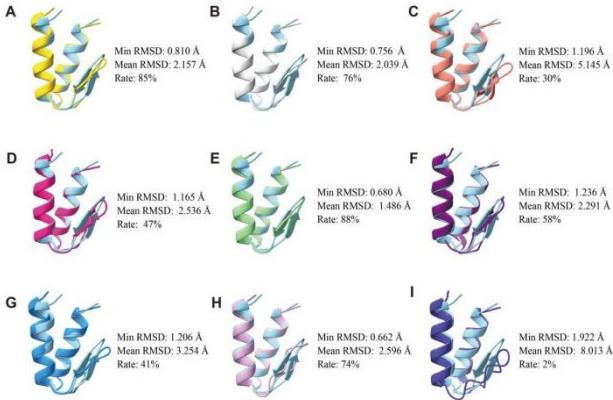 A
Min RMSD: 0.810 Å
Mean RMSD: 2.157 Å
Rate: 85%
B
Min RMSD: 0.756 Å
Mean RMSD: 2.039 Å
Rate: 76%
C
Min RMSD: 1.196 Å
Mean RMSD: 5.145 Å
Rate: 30%
D
Min RMSD: 1.165 Å
Mean RMSD: 2.536 Å
Rate: 47%
E
Min RMSD: 0.680 Å
Mean RMSD: 1.486 Å
Rate: 88%
F
Min RMSD: 1.236 Å
Mean RMSD: 2.291 Å
Rate: 58%
G
Min RMSD: 1.206 Å
Mean RMSD: 3.254 Å
Rate: 41%
H
Min RMSD: 0.662 Å
Mean RMSD: 2.596 Å
Rate: 74%
I
Min RMSD: 1.922 Å
Mean RMSD: 8.013 Å
Rate: 2%